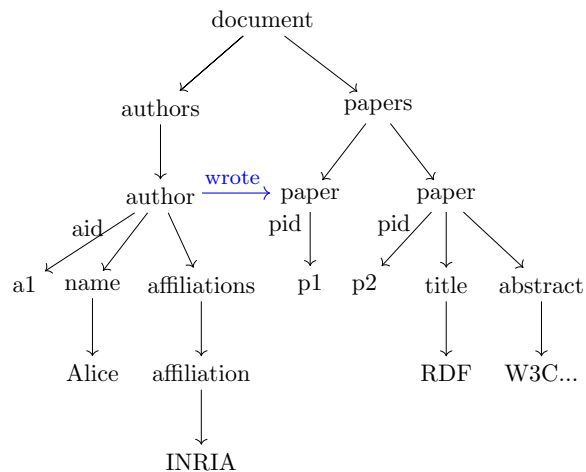 document
authors papers
wrote
author paper paper
aid pid pid
a1 name affiliations p1 p2 title abstract
Alice affiliation RDF W3C...
INRIA